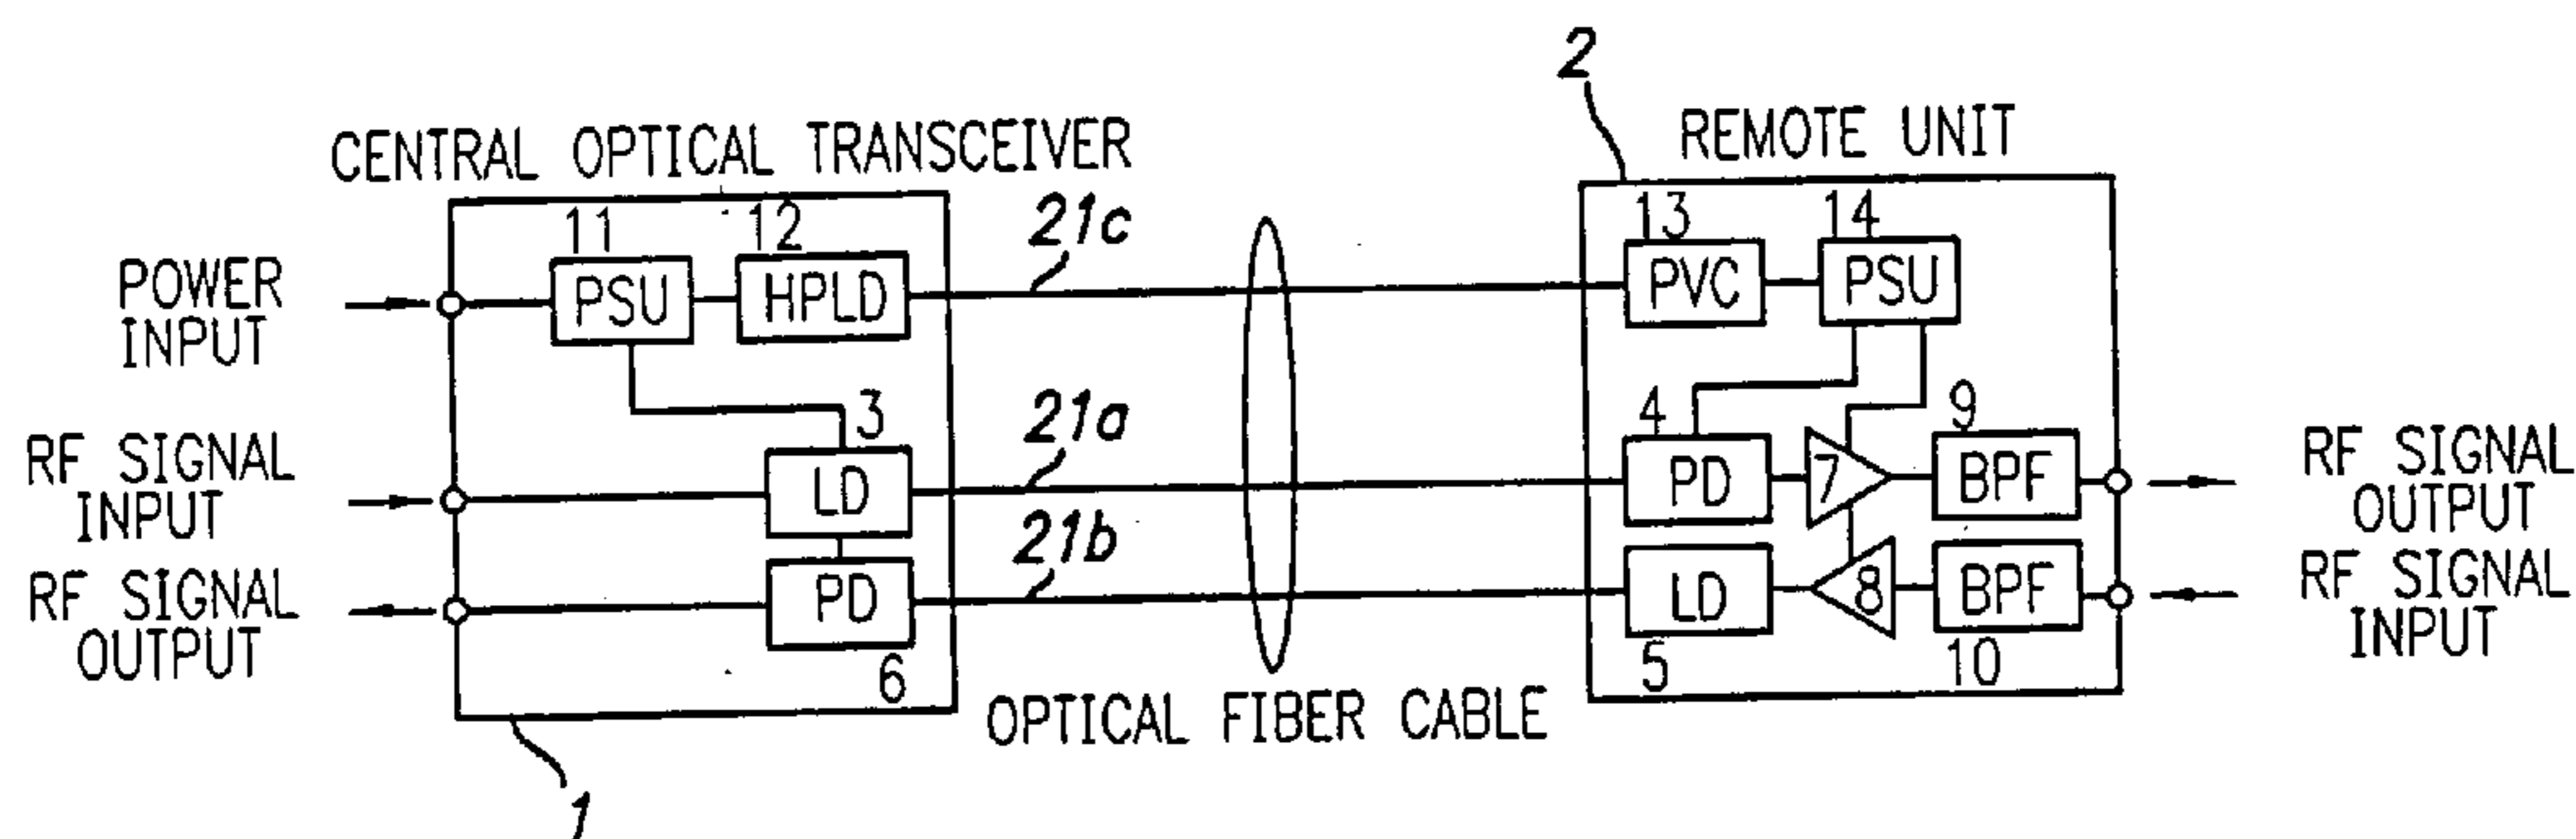 2
CENTRAL OPTICAL TRANSCEIVER
REMOTE UNIT
11
12
21c
13
14
POWER
INPUT
PSU
HPLD
PVC
PSU
3
21a
4
9
RF SIGNAL
INPUT
LD
PD
7
BPF
RF SIGNAL
OUTPUT
21b
RF SIGNAL
OUTPUT
PD
LD
8
BPF
RF SIGNAL
INPUT
6
5
10
OPTICAL FIBER CABLE
1